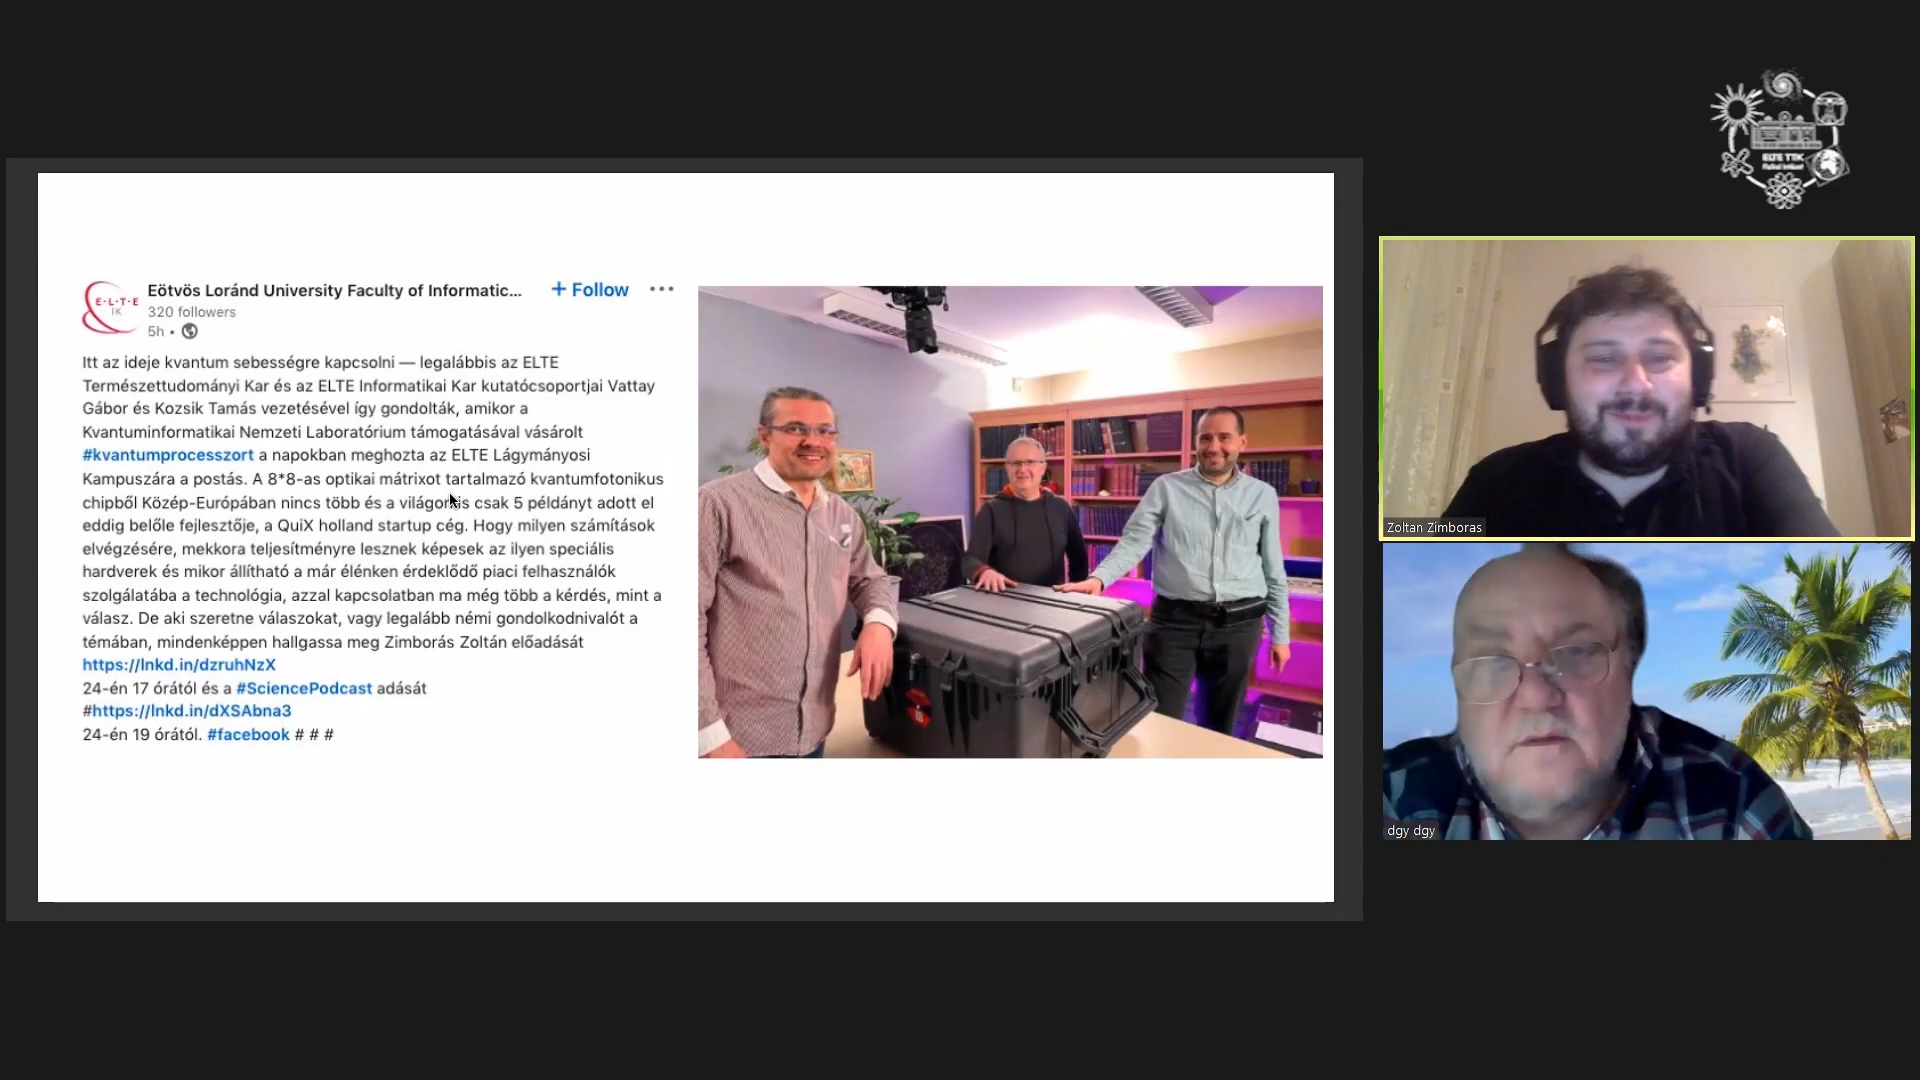 E·L·T·E
IK
Eötvös Loránd University Faculty of Informatic...
+ Follow
320 followers
5h •
Itt az ideje kvantum sebességre kapcsolni — legalábbis az ELTE
Természettudományi Kar és az ELTE Informatikai Kar kutatócsoportjai Vattay
Gábor és Kozsik Tamás vezetésével így gondolták, amikor a
Kvantuminformatikai Nemzeti Laboratórium támogatásával vásárolt
#kvantumprocesszort a napokban meghozta az ELTE Lágymányosi
Kampuszára a postás. A 8*8-as optikai mátrixot tartalmazó kvantumfotonikus
chipből Közép-Európában nincs több és a világon is csak 5 példányt adott el
eddig belőle fejlesztője, a QuiX holland startup cég. Hogy milyen számítások
elvégzésére, mekkora teljesítményre lesznek képesek az ilyen speciális
hardverek és mikor állítható a már élénken érdeklődő piaci felhasználók
szolgálatába a technológia, azzal kapcsolatban ma még több a kérdés, mint a
válasz. De aki szeretne válaszokat, vagy legalább némi gondolkodnivalót a
témában, mindenképpen hallgassa meg Zimborás Zoltán előadását
https://lnkd.in/dzruhNzX
24-én 17 órától és a #SciencePodcast adását
#https://lnkd.in/dXSAbna3
24-én 19 órától. #facebook # # #
ELTE TTK
Zoltan Zimboras
dgy dgy